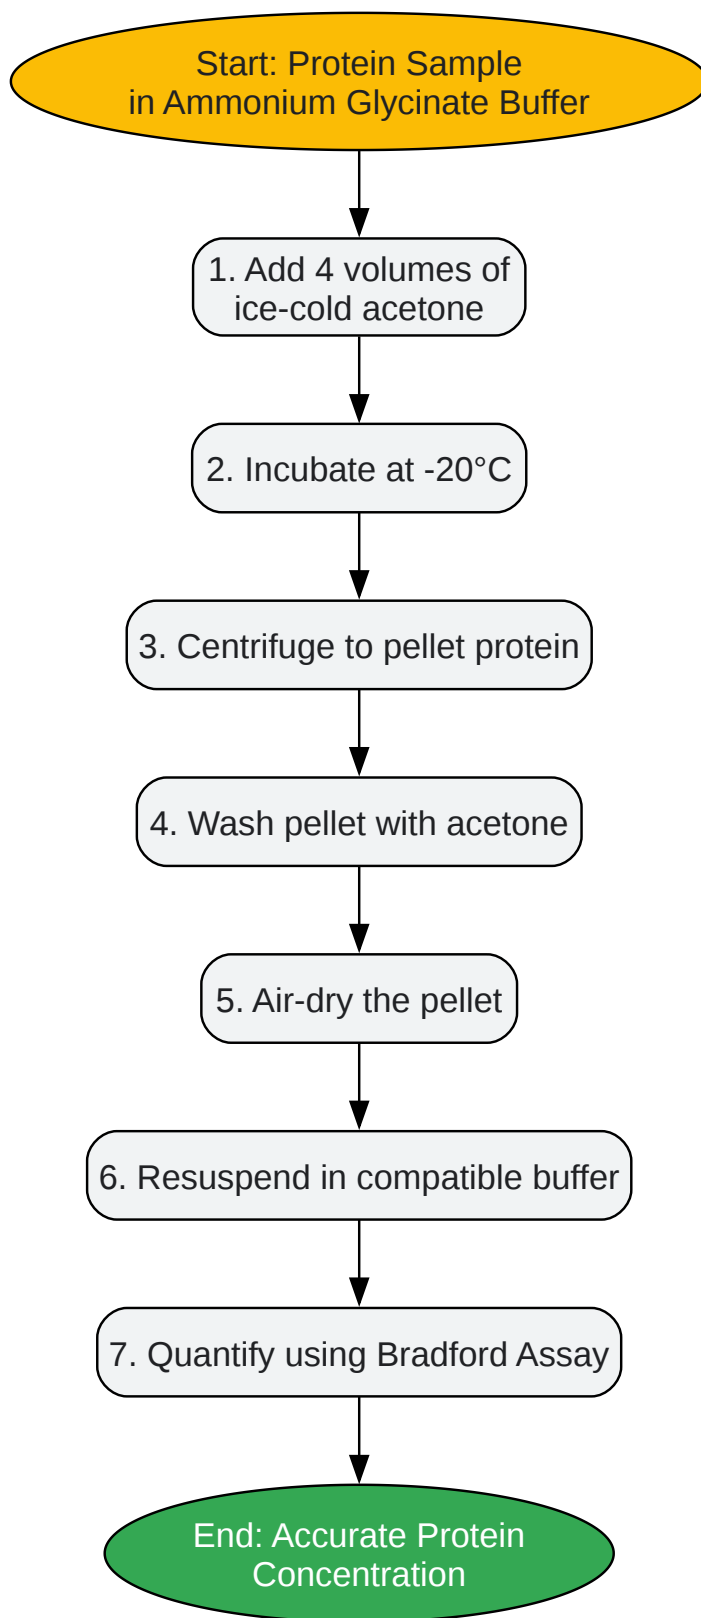 Start: Protein Sample
in Ammonium Glycinate Buffer
1. Add 4 volumes of
ice-cold acetone
2. Incubate at -20°C
3. Centrifuge to pellet protein
4. Wash pellet with acetone
5. Air-dry the pellet
6. Resuspend in compatible buffer
7. Quantify using Bradford Assay
End: Accurate Protein
Concentration